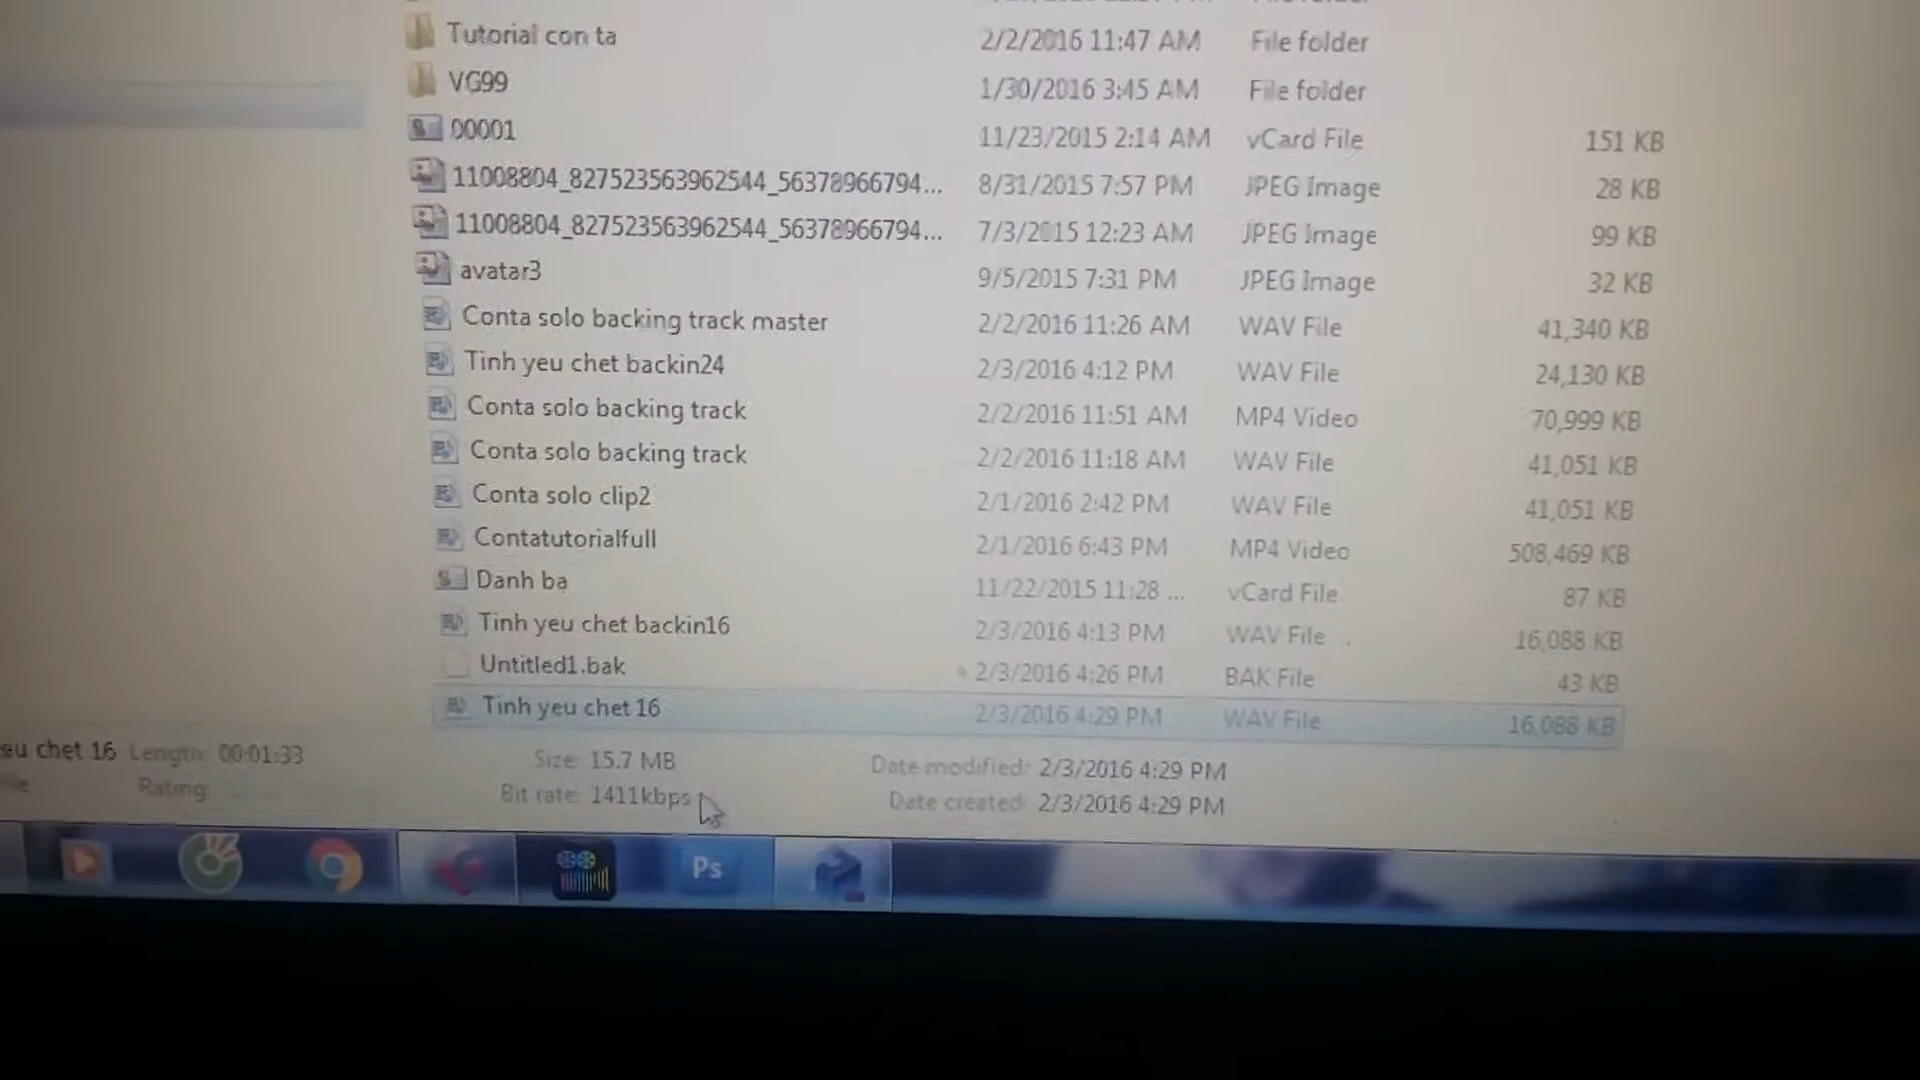 Tutorial con ta 2/2/2016 11:47 AM File folder
VG99 1/30/2016 3:45 AM File folder
00001 11/23/2015 2:14 AM vCard File 151 KB
11008804_827523563962544_56378966794... 8/31/2015 7:57 PM JPEG Image 28 KB
11008804_827523563962544_56378966794... 7/3/2015 12:23 AM JPEG Image 99 KB
avatar3 9/5/2015 7:31 PM JPEG Image 32 KB
Conta solo backing track master 2/2/2016 11:26 AM WAV File 41,340 KB
Tinh yeu chet backin24 2/3/2016 4:12 PM WAV File 24,130 KB
Conta solo backing track 2/2/2016 11:51 AM MP4 Video 70,999 KB
Conta solo backing track 2/2/2016 11:18 AM WAV File 41,051 KB
Conta solo clip2 2/1/2016 2:42 PM WAV File 41,051 KB
Contatutorialfull 2/1/2016 6:43 PM MP4 Video 508,469 KB
Danh bạ 11/22/2015 11:28 ... vCard File 87 KB
Tinh yeu chet backin16 2/3/2016 4:13 PM WAV File 16,088 KB
Untitled1.bak 2/3/2016 4:26 PM BAK File 43 KB
Tinh yeu chet 16 2/3/2016 4:29 PM WAV File 16,088 KB
eu chet 16 Length: 00:01:33 Size: 15.7 MB Date modified: 2/3/2016 4:29 PM
Rating: Bit rate: 1411kbps Date created: 2/3/2016 4:29 PM
Ps